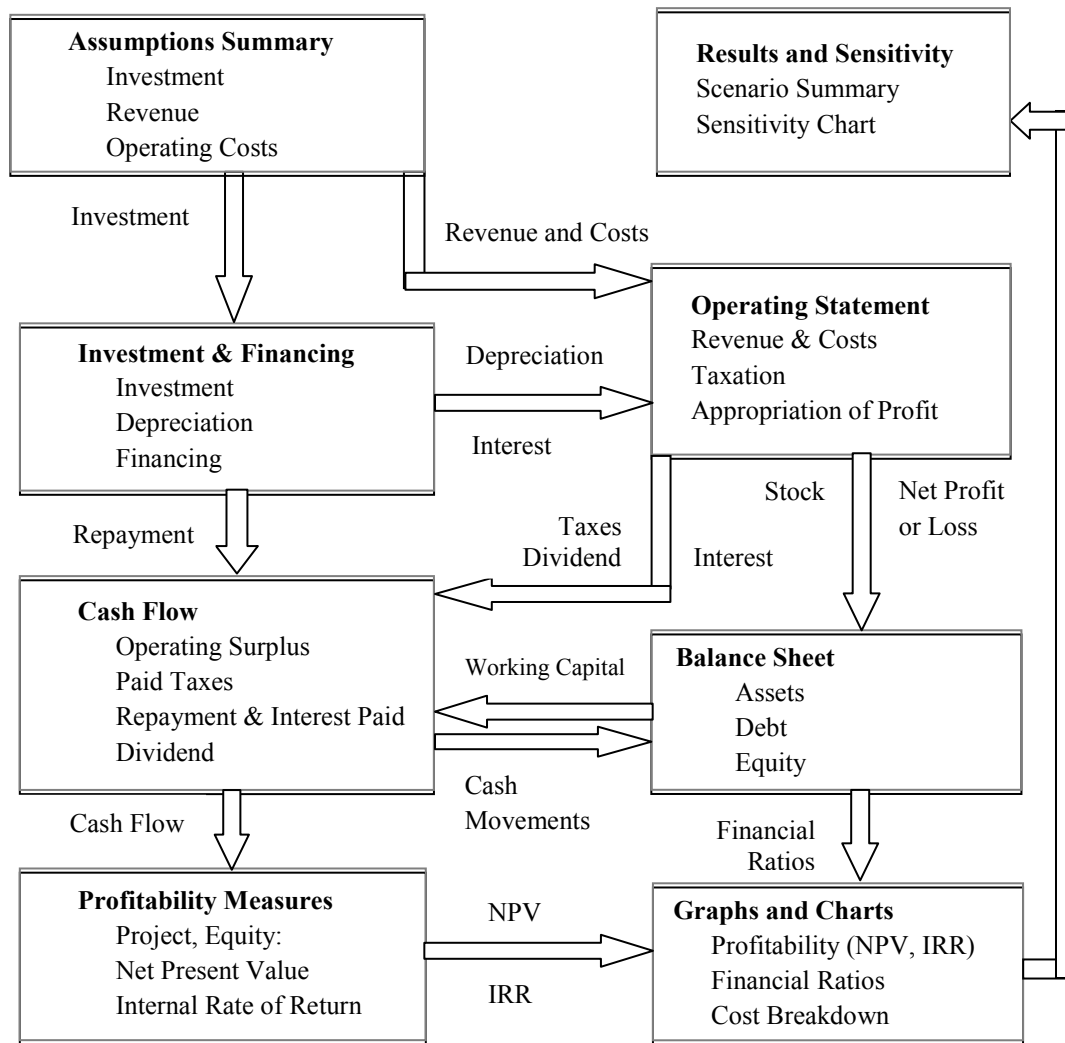 Assumptions Summary
Investment
Revenue
Operating Costs
Results and Sensitivity
Scenario Summary
Sensitivity Chart
Investment
Revenue and Costs
Operating Statement
Revenue & Costs
Taxation
Appropriation of Profit
Investment & Financing
Investment
Depreciation
Financing
Depreciation
Interest
Repayment
Taxes
Dividend
Interest
Stock
Net Profit
or Loss
Cash Flow
Operating Surplus
Paid Taxes
Repayment & Interest Paid
Dividend
Working Capital
Cash
Movements
Balance Sheet
Assets
Debt
Equity
Cash Flow
Financial
Ratios
Profitability Measures
Project, Equity:
Net Present Value
Internal Rate of Return
NPV
IRR
Graphs and Charts
Profitability (NPV, IRR)
Financial Ratios
Cost Breakdown